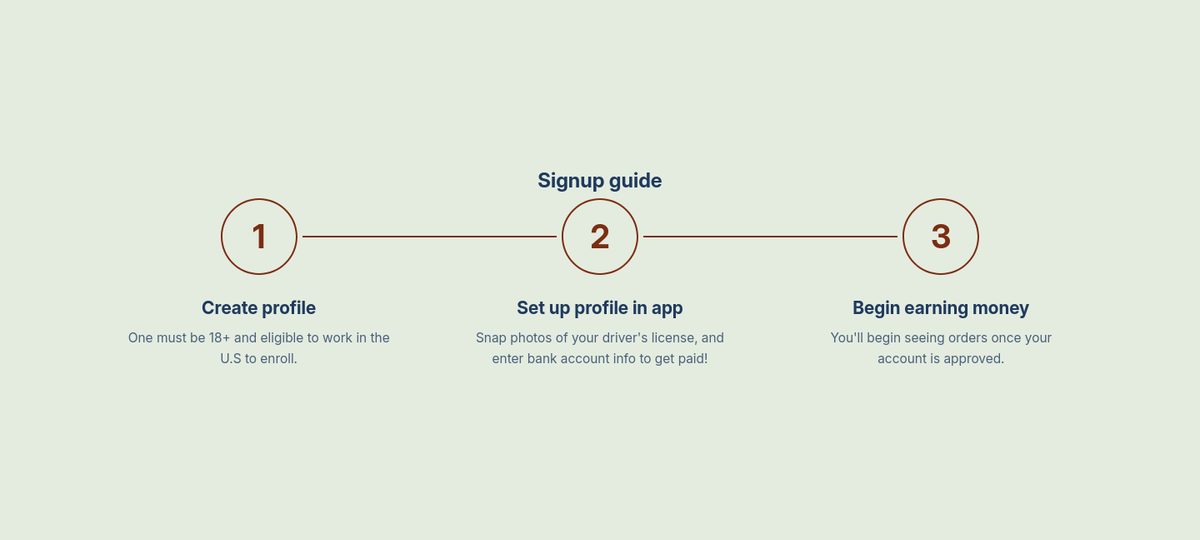 Signup guide
1
2
3
Create profile
One must be 18+ and eligible to work in the
U.S to enroll.
Set up profile in app
Snap photos of your driver's license, and
enter bank account info to get paid!
Begin earning money
You'll begin seeing orders once your
account is approved.